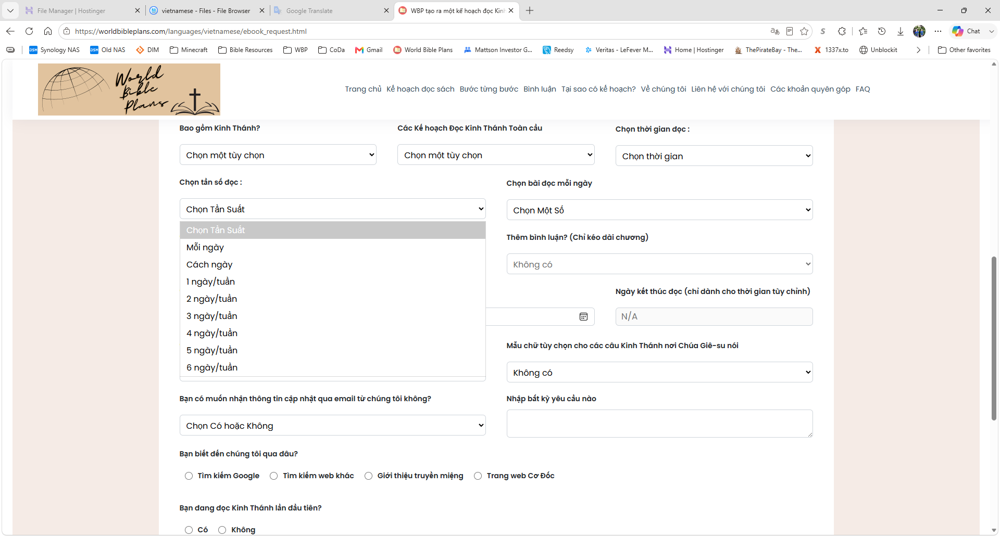 File Manager | Hostinger
vietnamese - Files - File Browser
Google Translate
WBP tạo ra một kế hoạch đọc Kinh
https://worldbibleplans.com/languages/vietnamese/ebook_request.html
Chat
Synology NAS
Old NAS
DIM
Minecraft
Bible Resources
WBP
CoDa
Gmail
World Bible Plans
Mattson Investor G...
Reedsy
Veritas - LeFever M...
Home | Hostinger
ThePirateBay - The...
1337x.to
Unblockit
Other favorites
World
Bible
Plans
Trang chủ Kế hoạch đọc sách Bước từng bước Bình luận Tại sao có kế hoạch? Về chúng tôi Liên hệ với chúng tôi Các khoản quyên góp FAQ
Bao gồm Kinh Thánh?
Các Kế hoạch Đọc Kinh Thánh Toàn cầu
Chọn thời gian đọc :
Chọn một tùy chọn
Chọn một tùy chọn
Chọn thời gian
Chọn tần số đọc :
Chọn bài đọc mỗi ngày
Chọn Tần Suất
Chọn Một Số
Chọn Tần Suất
Mỗi ngày
Cách ngày
1 ngày/tuần
2 ngày/tuần
3 ngày/tuần
4 ngày/tuần
5 ngày/tuần
6 ngày/tuần
Thêm bình luận? (Chỉ kéo dài chương)
Không có
Ngày kết thúc đọc (chỉ dành cho thời gian tùy chỉnh)
N/A
Mẫu chữ tùy chọn cho các câu Kinh Thánh nơi Chúa Giê-su nói
Không có
Bạn có muốn nhận thông tin cập nhật qua email từ chúng tôi không?
Nhập bất kỳ yêu cầu nào
Chọn Có hoặc Không
Bạn biết đến chúng tôi qua đâu?
Tìm kiếm Google
Tìm kiếm web khác
Giới thiệu truyền miệng
Trang web Cơ Đốc
Bạn đang đọc Kinh Thánh lần đầu tiên?
Có
Không